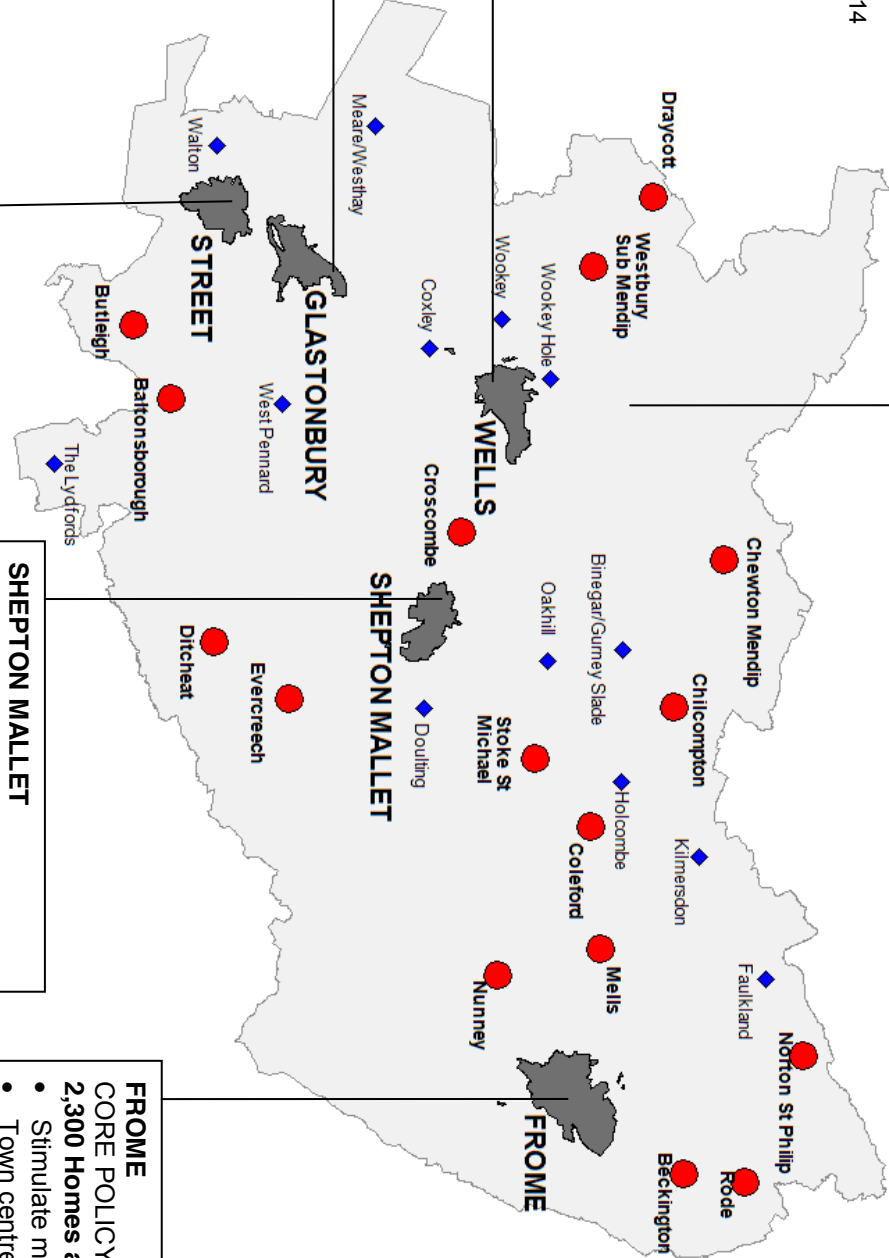 14
Draycott
Westbury
Sub Mendip
Chewton Mendip
Chilcompton
Kilmersdon
Faulkland
Norton St Philip
Rode
Beckington
Wookey Hole
Wookey
Meare/Westhay
Coxley
WELLS
Binegar/Gurney Slade
Oakhill
Holcombe
Stoke St
Michael
Coleford
Mells
Nunney
FROME
Croscombe
SHEPTON MALLET
Doulting
Walton
STREET
GLASTONBURY
West Pennard
Butleigh
Baltonsborough
The Lydfords
Ditcheat
Evercreech
SHEPTON MALLET
FROME
CORE POLICY
2,300 Homes a
• Stimulate m
• Town centre